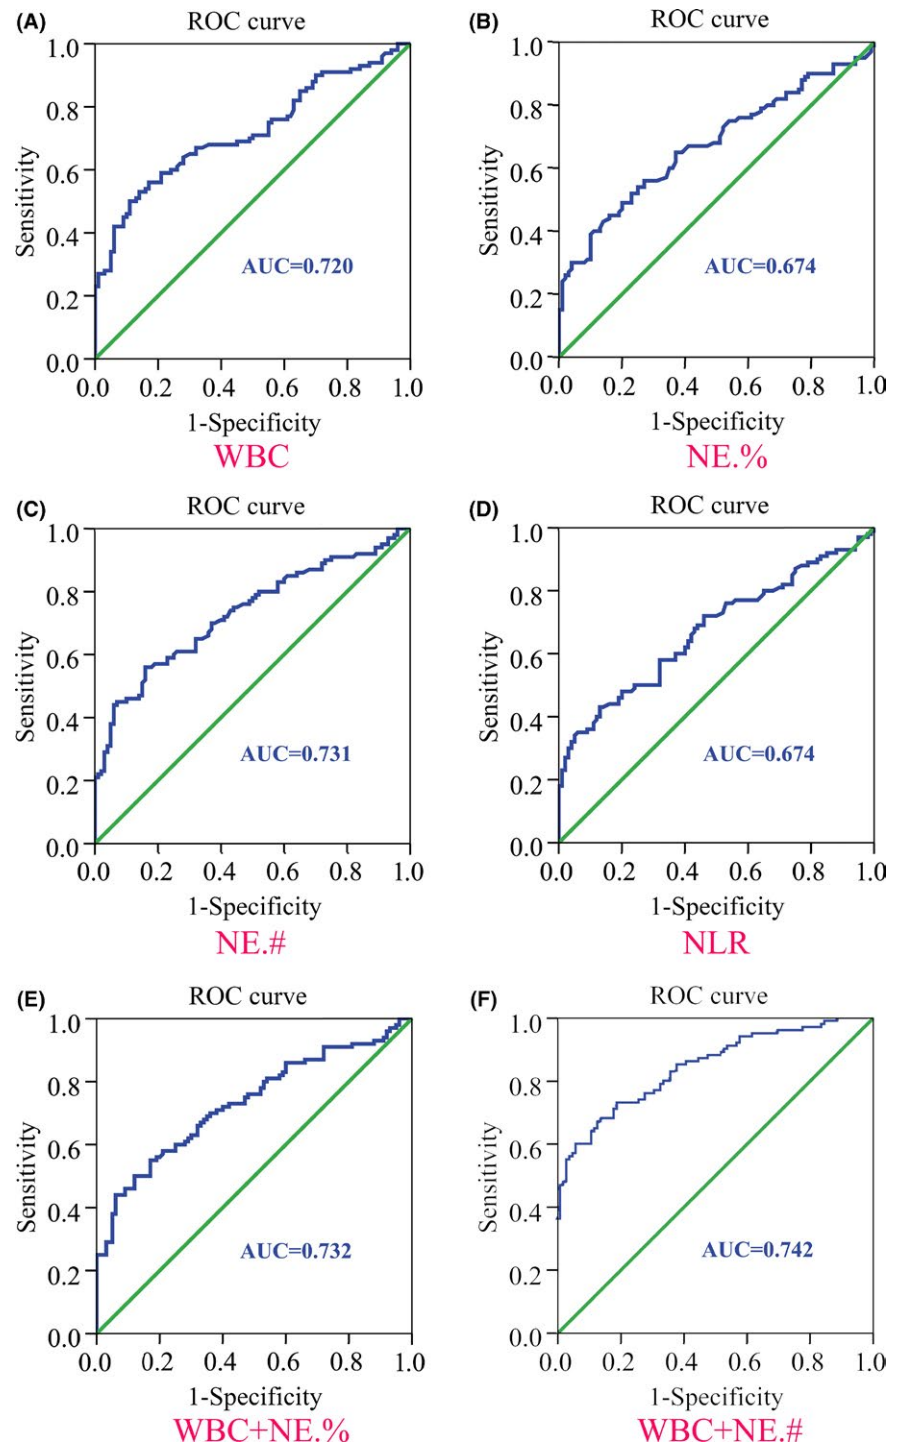 (A) ROC curve
1.0
0.8
0.6
0.4
0.2
0.0
Sensitivity
AUC=0.720
0.0 0.2 0.4 0.6 0.8 1.0
1-Specificity
WBC
(B) ROC curve
1.0
0.8
0.6
0.4
0.2
0.0
Sensitivity
AUC=0.674
0.0 0.2 0.4 0.6 0.8 1.0
1-Specificity
NE.%
(C) ROC curve
1.0
0.8
0.6
0.4
0.2
0.0
Sensitivity
AUC=0.731
0.0 0.2 0.4 0.6 0.8 1.0
1-Specificity
NE.#
(D) ROC curve
1.0
0.8
0.6
0.4
0.2
0.0
Sensitivity
AUC=0.674
0.0 0.2 0.4 0.6 0.8 1.0
1-Specificity
NLR
(E) ROC curve
1.0
0.8
0.6
0.4
0.2
0.0
Sensitivity
AUC=0.732
0.0 0.2 0.4 0.6 0.8 1.0
1-Specificity
WBC+NE.%
(F) ROC curve
1.0
0.8
0.6
0.4
0.2
0.0
Sensitivity
AUC=0.742
0.0 0.2 0.4 0.6 0.8 1.0
1-Specificity
WBC+NE.#